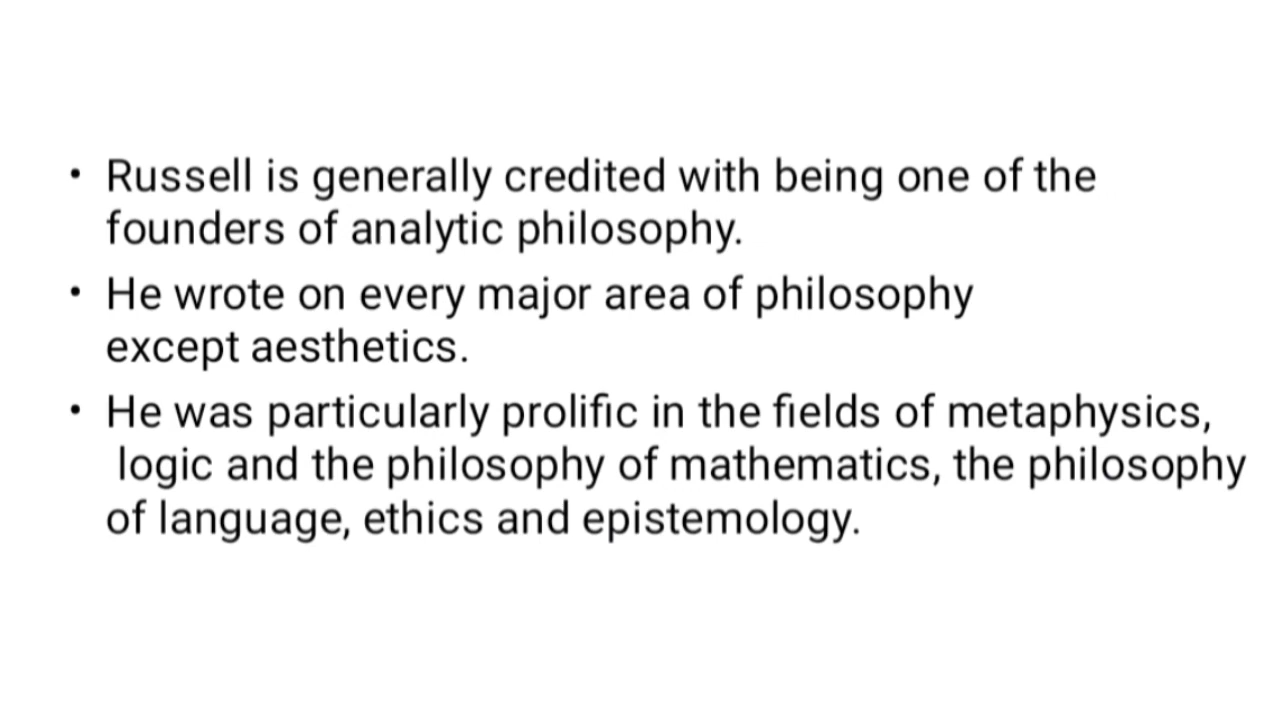 • Russell is generally credited with being one of the
founders of analytic philosophy.
• He wrote on every major area of philosophy
except aesthetics.
• He was particularly prolific in the fields of metaphysics,
logic and the philosophy of mathematics, the philosophy
of language, ethics and epistemology.